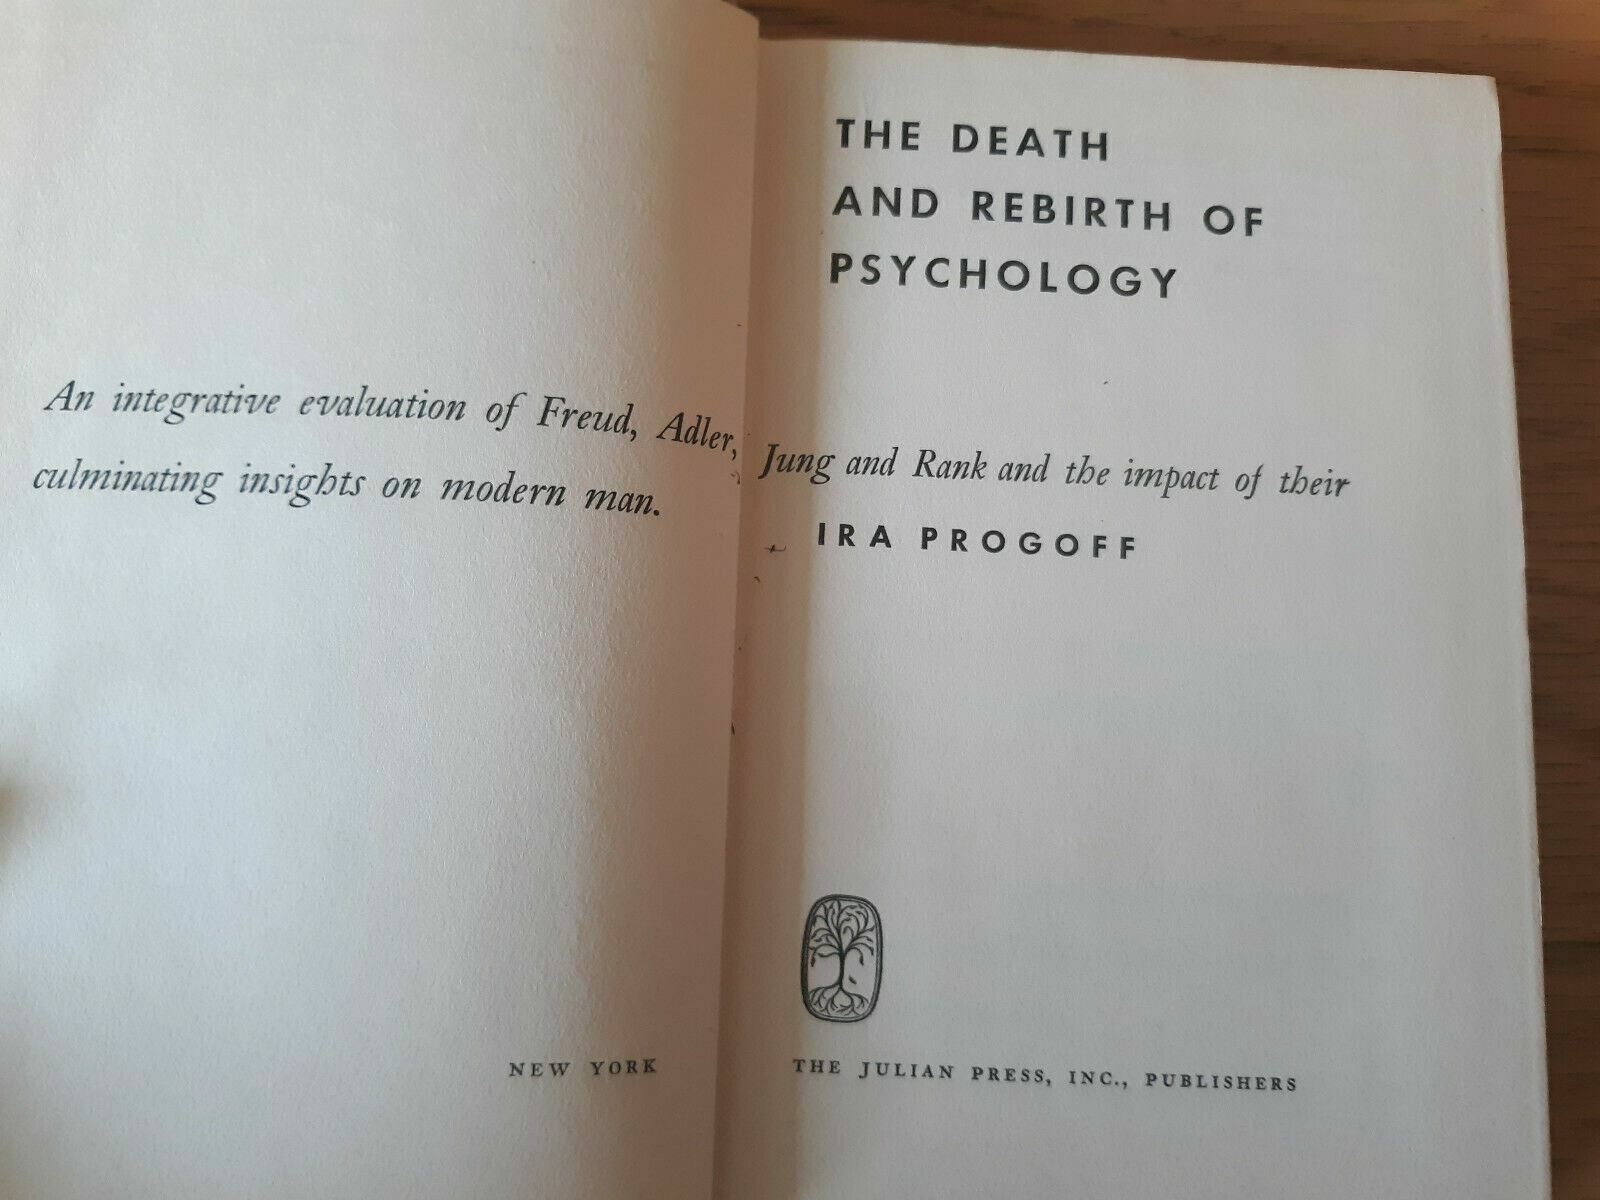 THE DEATH
AND REBIRTH OF
PSYCHOLOGY
An integrative evaluation of Freud, Adler, Jung and Rank and the impact of their
culminating insights on modern man.
IRA PROGOFF
NEW YORK THE JULIAN PRESS, INC., PUBLISHERS